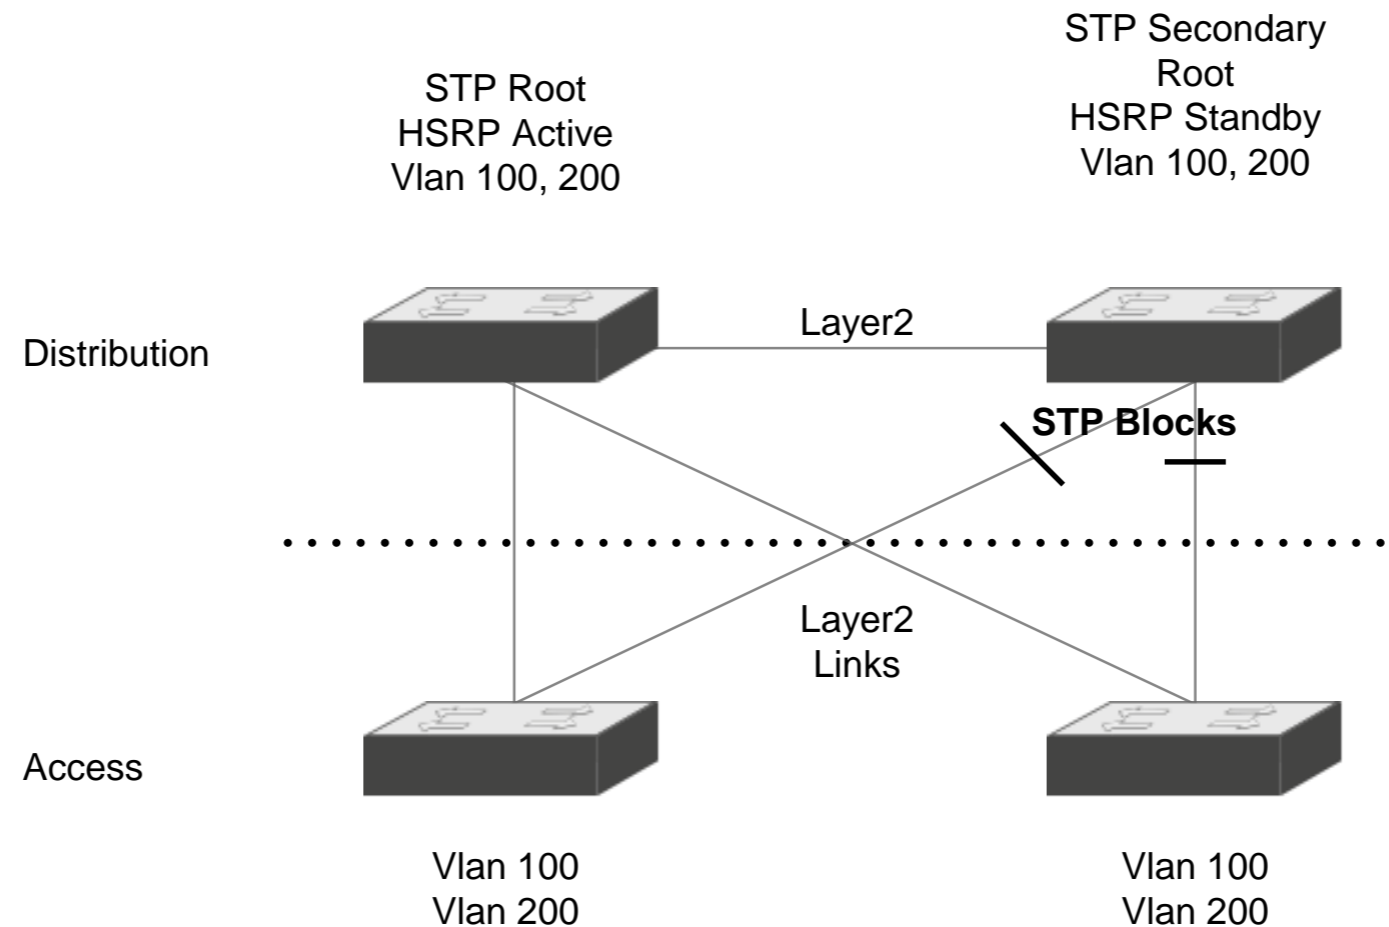 STP Root
HSRP Active
Vlan 100, 200
STP Secondary
Root
HSRP Standby
Vlan 100, 200
Distribution
Layer2
STP Blocks
Layer2
Links
Access
Vlan 100
Vlan 200
Vlan 100
Vlan 200